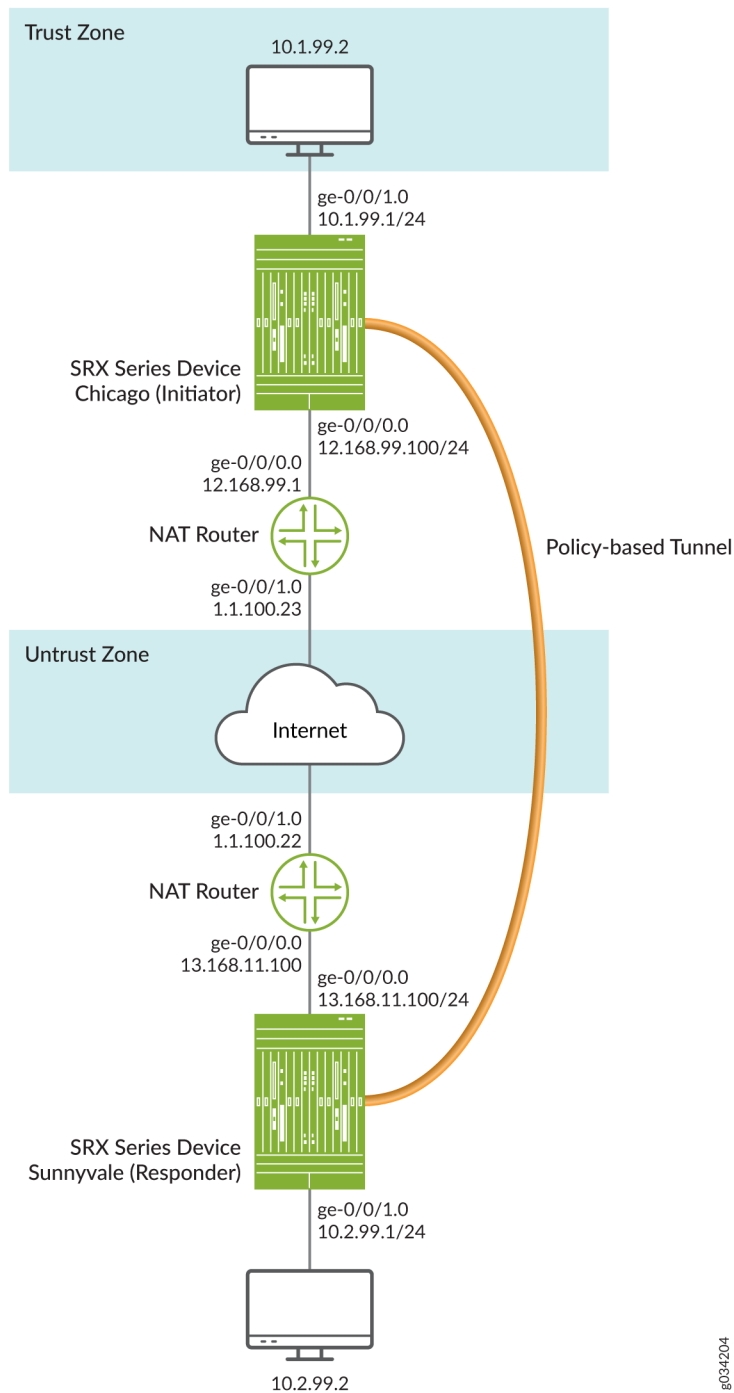 Trust Zone
10.1.99.2
ge-0/0/1.0
10.1.99.1/24
SRX Series Device
Chicago (Initiator)
ge-0/0/0.0
12.168.99.100/24
ge-0/0/0.0
12.168.99.1
NAT Router
Policy-based Tunnel
ge-0/0/1.0
1.1.100.23
Untrust Zone
Internet
ge-0/0/1.0
1.1.100.22
NAT Router
ge-0/0/0.0
13.168.11.100
ge-0/0/0.0
13.168.11.100/24
SRX Series Device
Sunnyvale (Responder)
ge-0/0/1.0
10.2.99.1/24
10.2.99.2
g034204